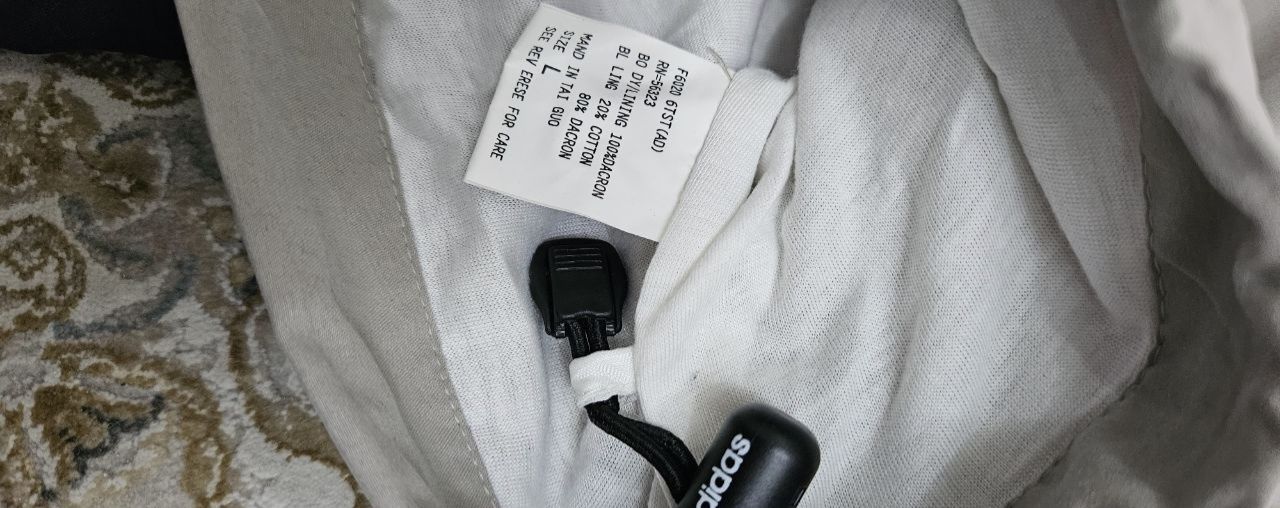 F6020 6TST(AD)
RN-56323
BO DY/LINING 100%DACRON
BL LING 20% COTTON
80% DACRON
MAND IN TAI GUO
SIZE L
SEE REV ERESE FOR CARE
adidas